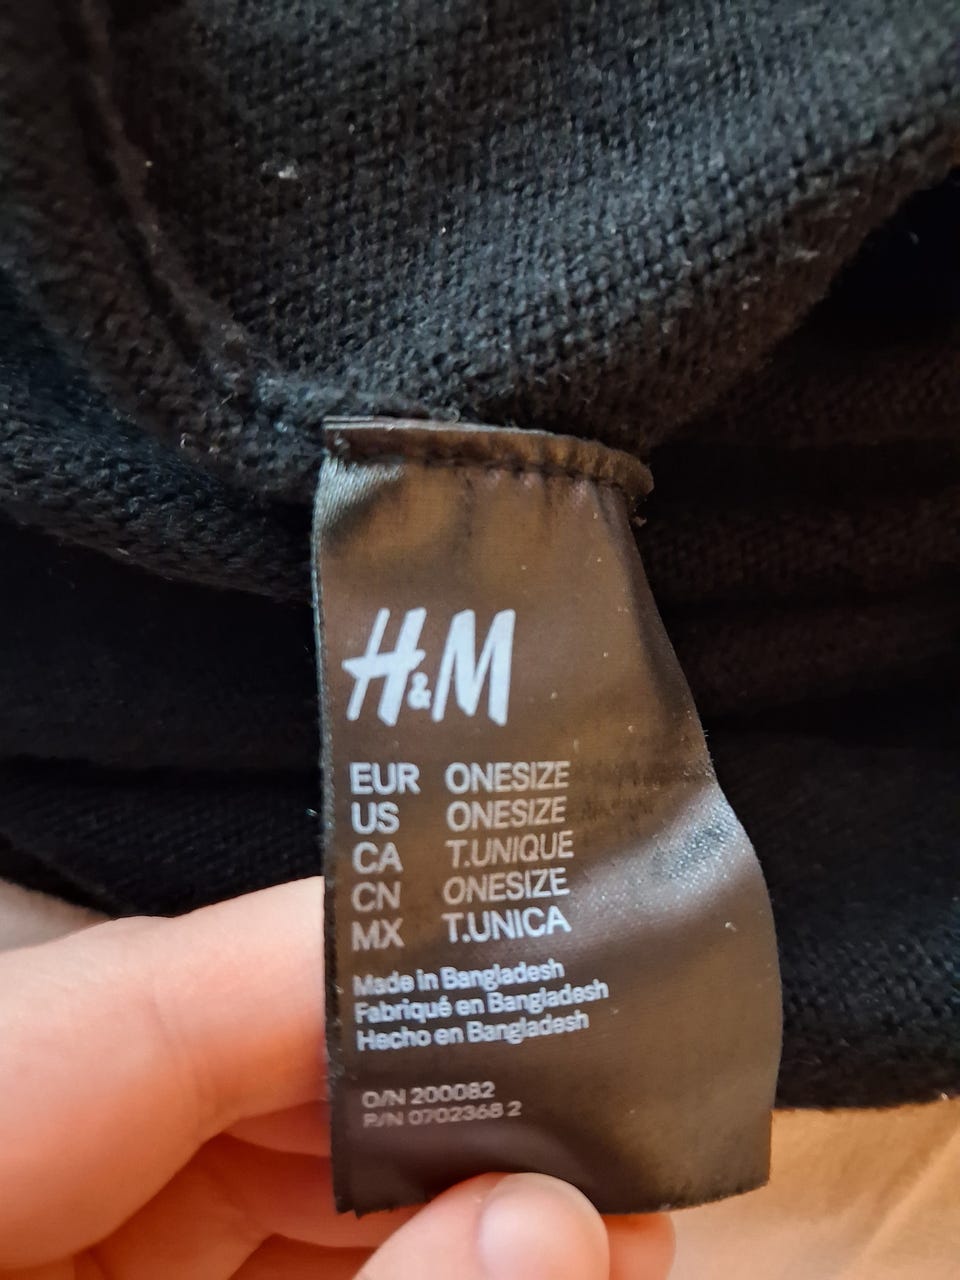 H&M
EUR ONESIZE
US ONESIZE
CA T.UNIQUE
CN ONESIZE
MX T.UNICA
Made in Bangladesh
Fabriqué en Bangladesh
Hecho en Bangladesh
O/N 200082
P/N 0702368 2